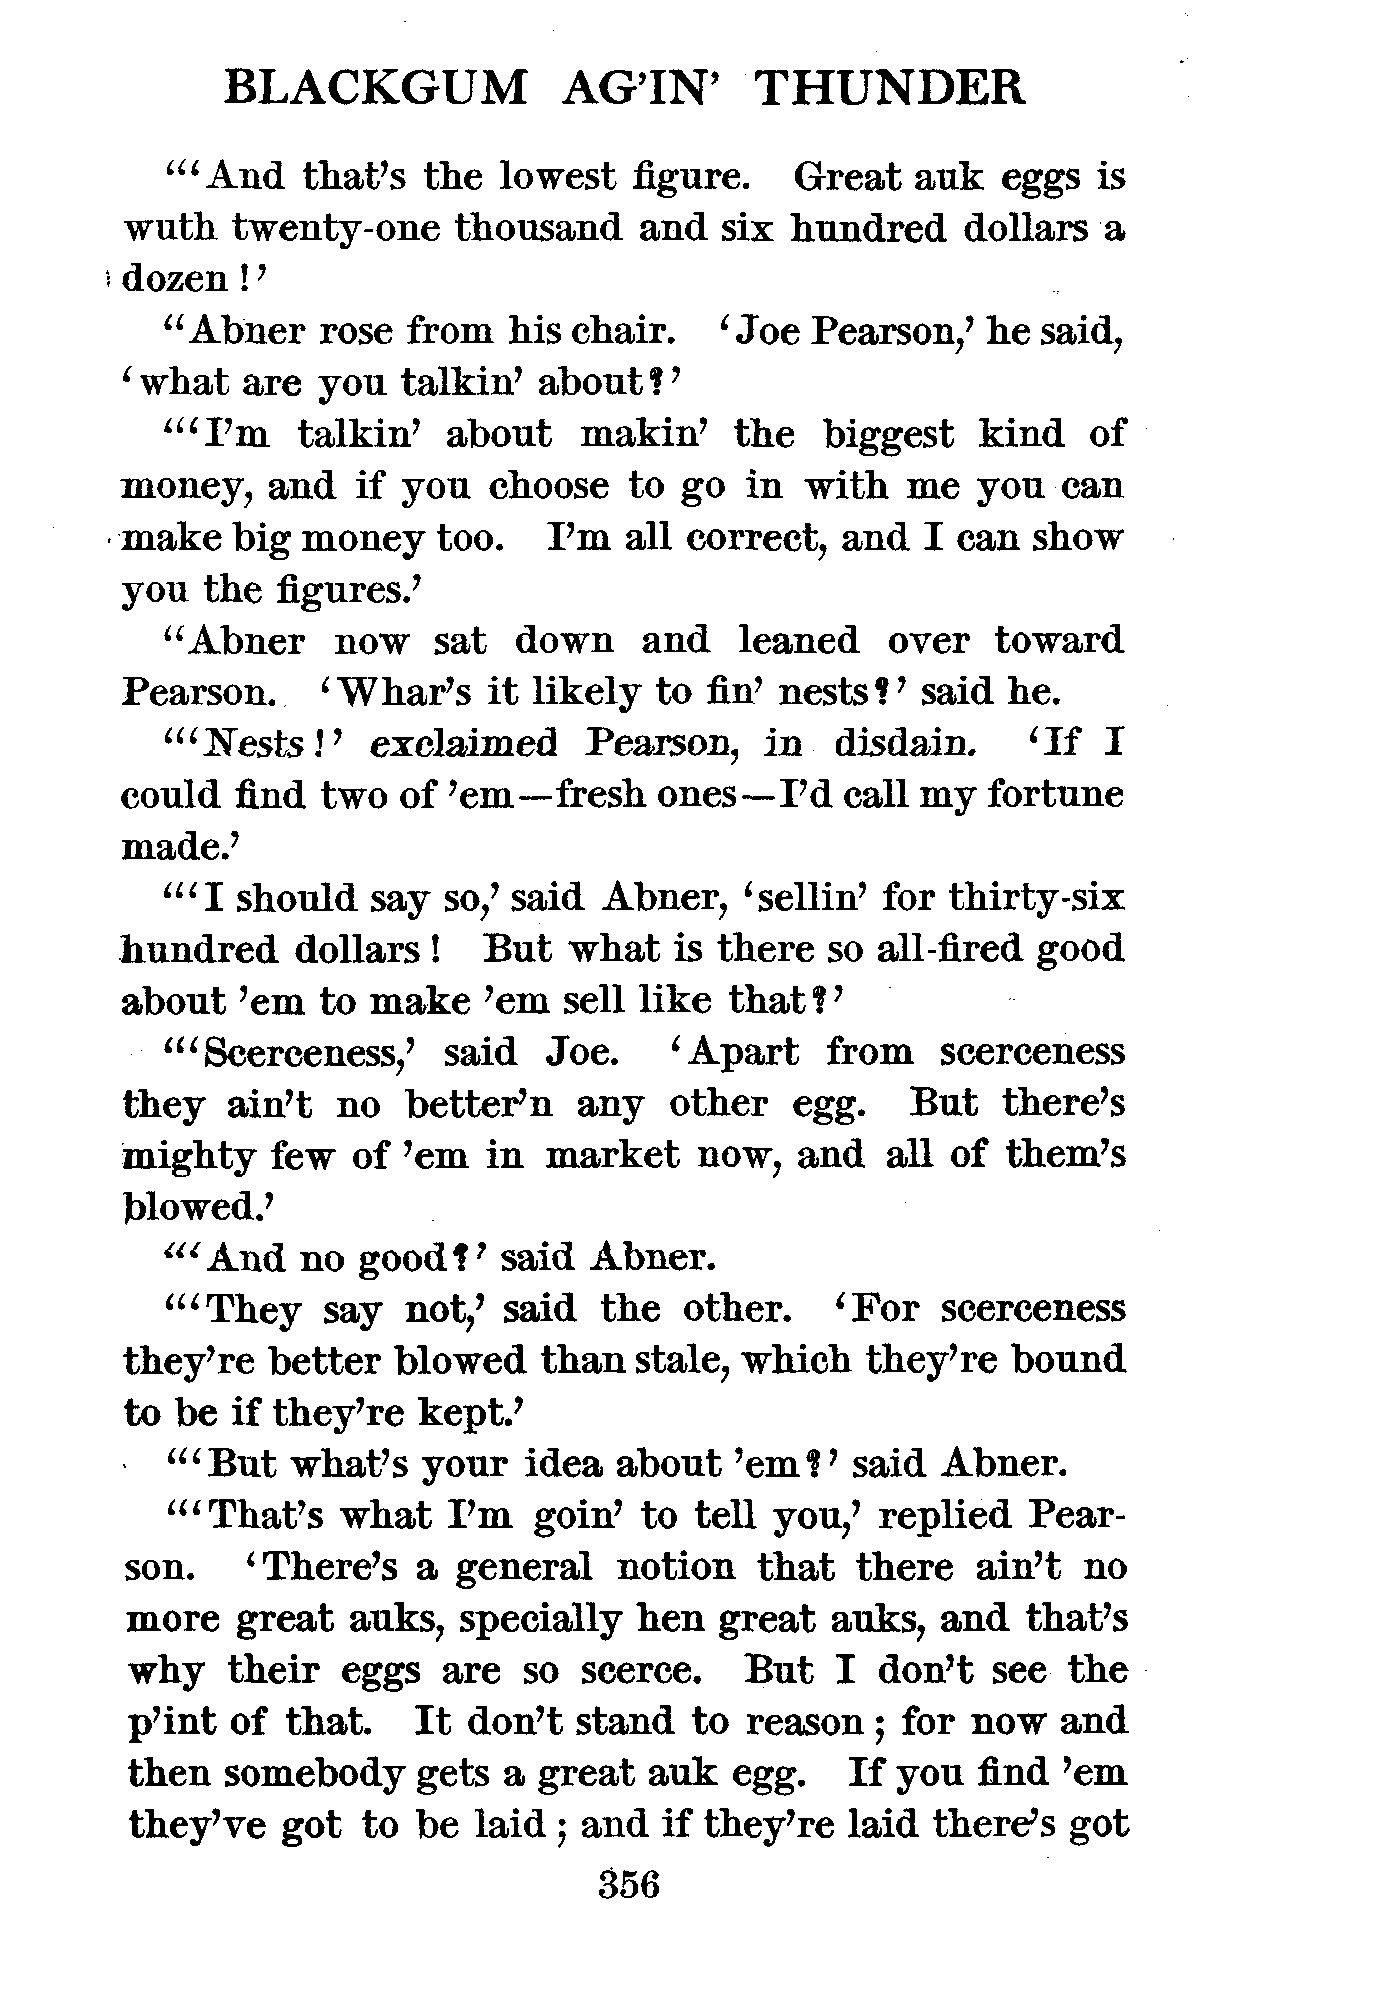 BLACKGUM AG'IN' THUNDER
"'And that's the lowest figure. Great auk eggs is
wuth twenty-one thousand and six hundred dollars a
dozen!'
"Abner rose from his chair. 'Joe Pearson,' he said,
'what are you talkin' about?'
"'I'm talkin' about makin' the biggest kind of
money, and if you choose to go in with me you can
make big money too. I'm all correct, and I can show
you the figures.'
"Abner now sat down and leaned over toward
Pearson. 'Whar's it likely to fin' nests?' said he.
"'Nests!' exclaimed Pearson, in disdain. 'If I
could find two of 'em—fresh ones—I'd call my fortune
made.'
"'I should say so,' said Abner, 'sellin' for thirty-six
hundred dollars! But what is there so all-fired good
about 'em to make 'em sell like that?'
"'Scerceness,' said Joe. 'Apart from scerceness
they ain't no better'n any other egg. But there's
mighty few of 'em in market now, and all of them's
blowed.'
"'And no good?' said Abner.
"'They say not,' said the other. 'For scerceness
they're better blowed than stale, which they're bound
to be if they're kept.'
"'But what's your idea about 'em?' said Abner.
"'That's what I'm goin' to tell you,' replied Pear-
son. 'There's a general notion that there ain't no
more great auks, specially hen great auks, and that's
why their eggs are so scerce. But I don't see the
p'int of that. It don't stand to reason; for now and
then somebody gets a great auk egg. If you find 'em
they've got to be laid; and if they're laid there's got
356